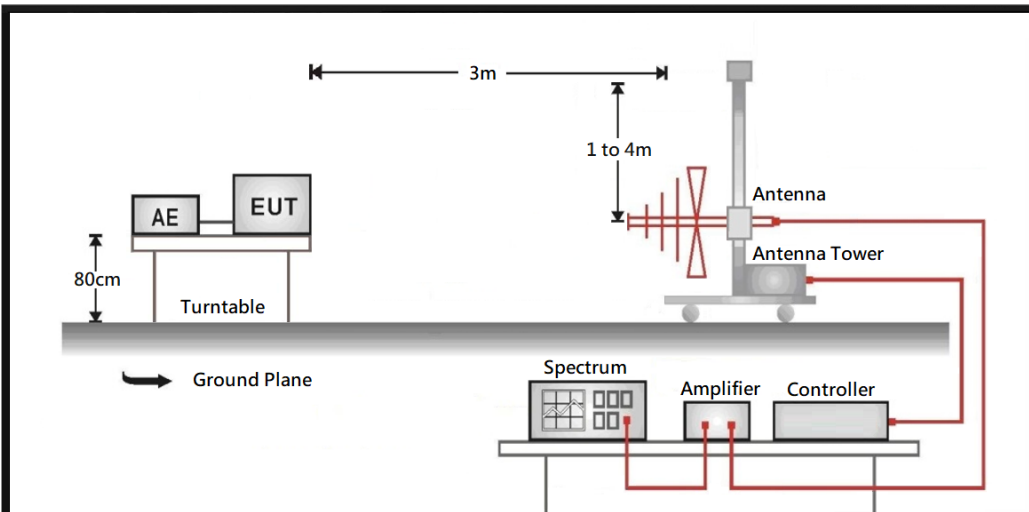 3m
1 to 4m
AE
EUT
Antenna
Antenna Tower
80cm
Turntable
Ground Plane
Spectrum
Amplifier
Controller